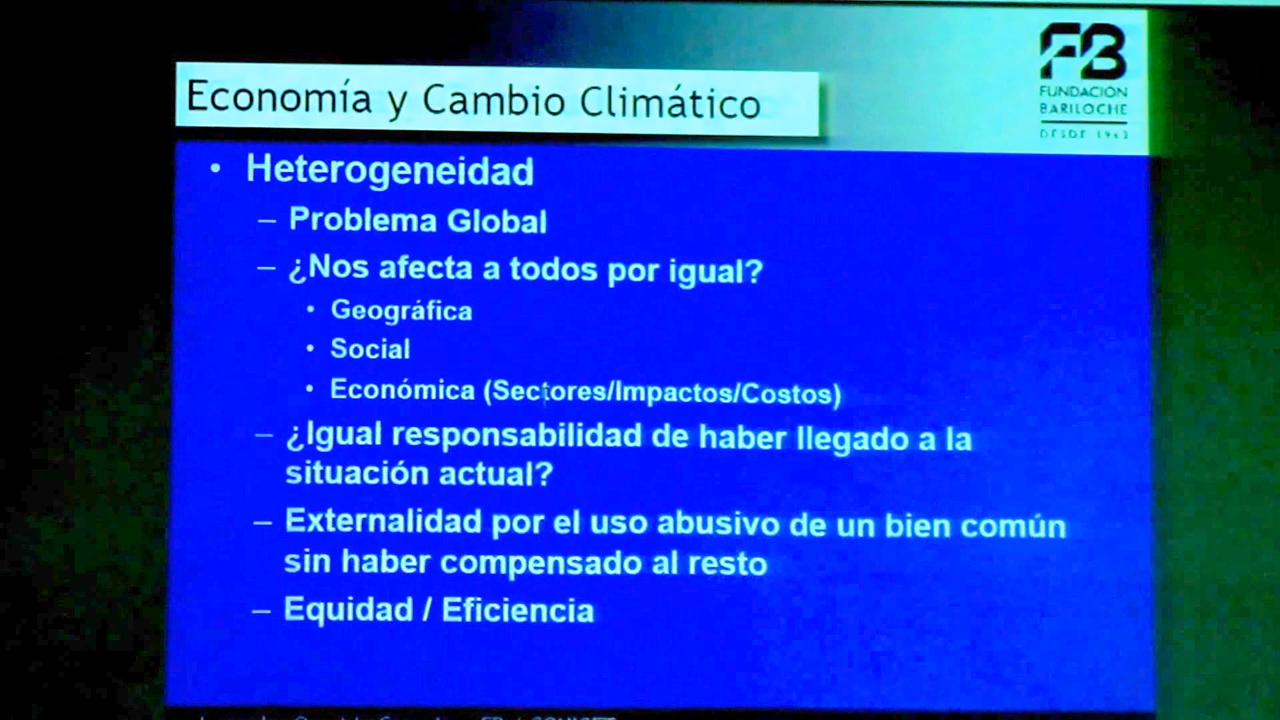 FB
FUNDACIÓN
BARILOCHE
DESDE 1963
Economía y Cambio Climático
• Heterogeneidad
– Problema Global
– ¿Nos afecta a todos por igual?
• Geográfica
• Social
• Económica (Sectores/Impactos/Costos)
– ¿Igual responsabilidad de haber llegado a la
situación actual?
– Externalidad por el uso abusivo de un bien común
sin haber compensado al resto
– Equidad / Eficiencia